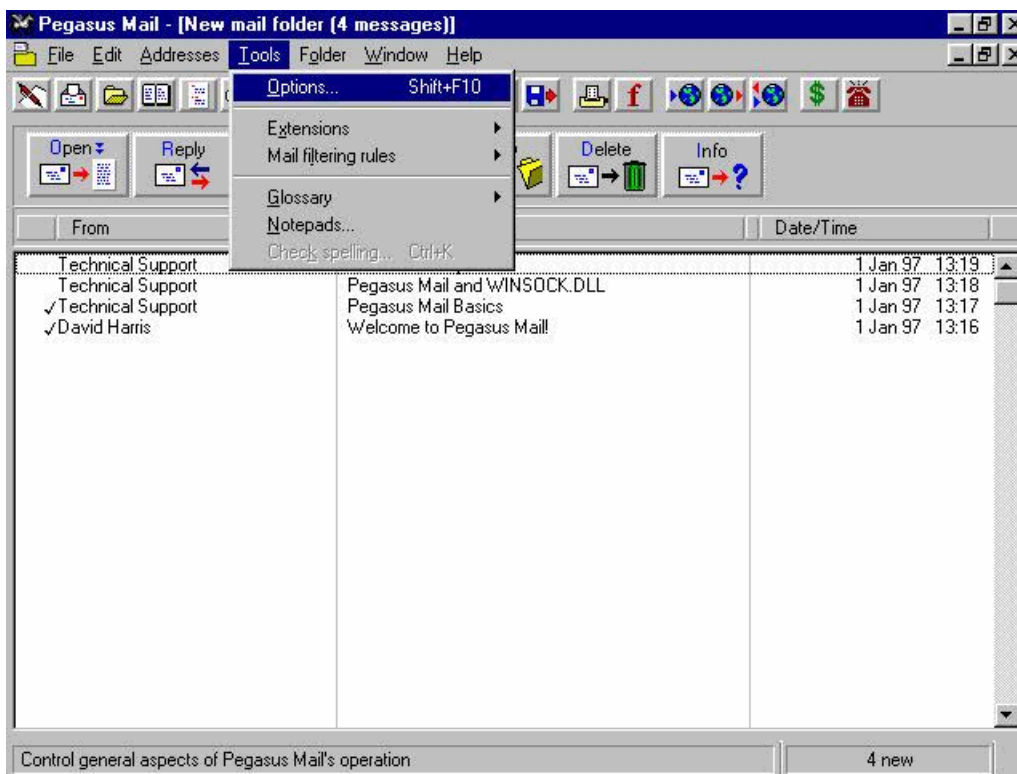 Pegasus Mail - [New mail folder (4 messages)]
File Edit Addresses Tools Folder Window Help
Options... Shift+F10
Extensions
Mail filtering rules
Glossary
Notepads...
Check spelling... Ctrl+K
Open Reply Delete Info
From Date/Time
Technical Support 1 Jan 97 13:19
Technical Support Pegasus Mail and WINSOCK.DLL 1 Jan 97 13:18
✓Technical Support Pegasus Mail Basics 1 Jan 97 13:17
✓David Harris Welcome to Pegasus Mail! 1 Jan 97 13:16
Control general aspects of Pegasus Mail's operation 4 new